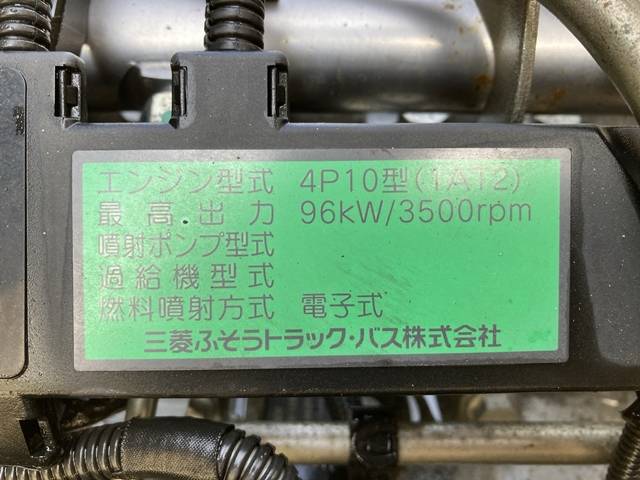 エンジン型式 4P10型(1AT2)
最高出力 96kW/3500rpm
噴射ポンプ型式
過給機型式
燃料噴射方式 電子式
三菱ふそうトラック・バス株式会社